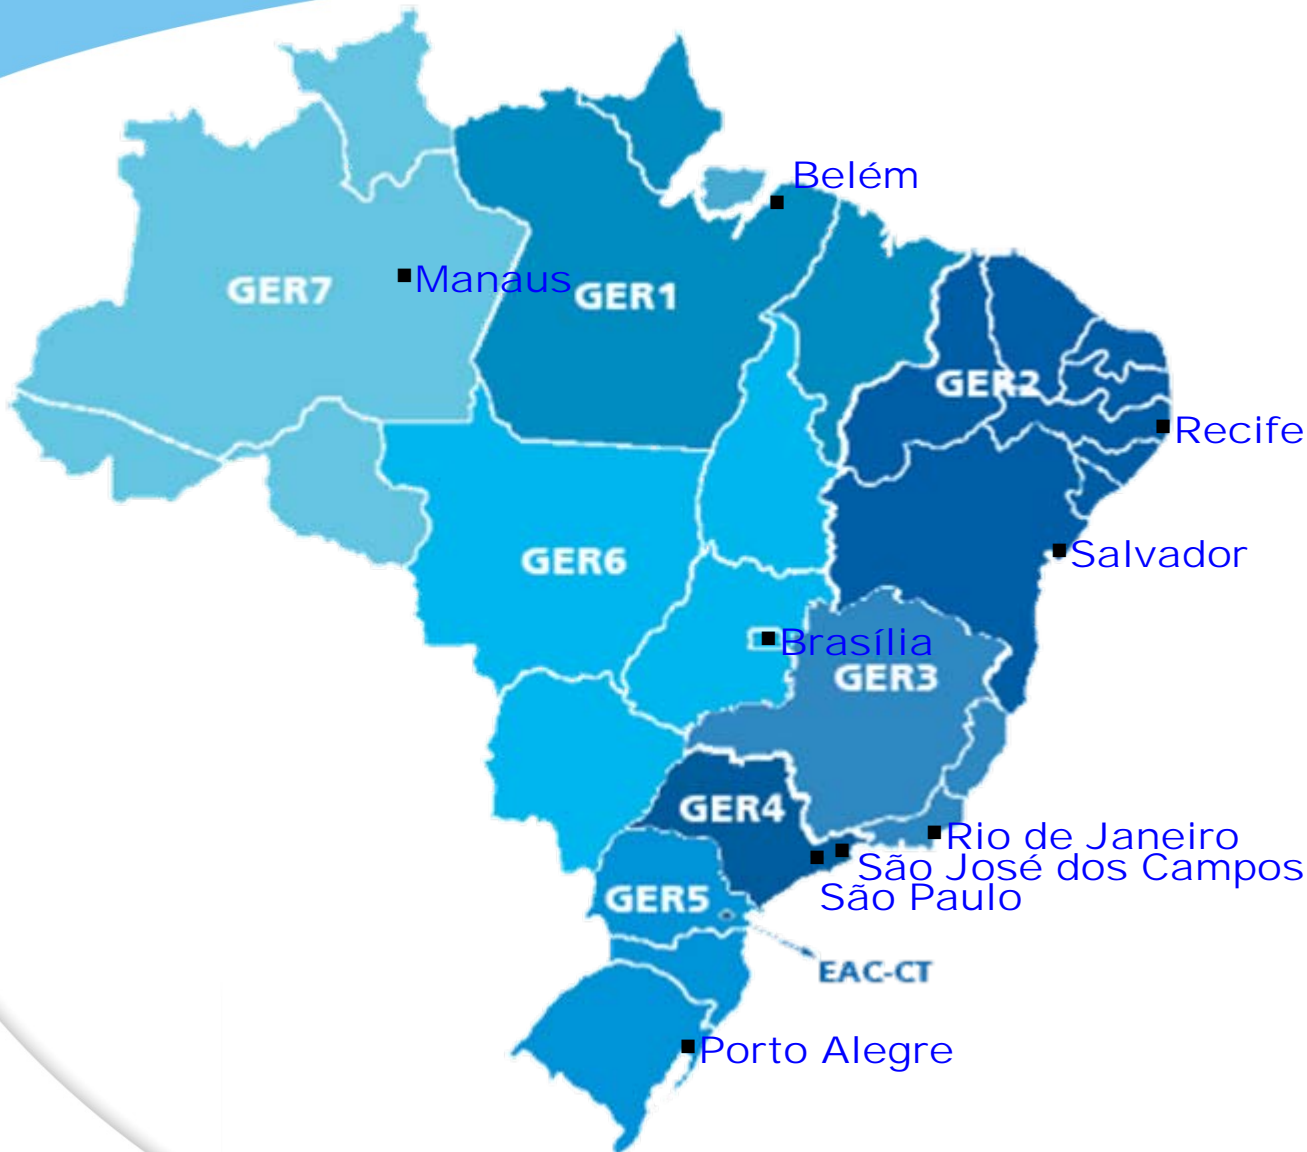 Belém
Manaus
GER7
GER1
GER2
Recife
Salvador
GER6
Brasília
GER3
GER4
Rio de Janeiro
São José dos Campos
São Paulo
GER5
EAC-CT
Porto Alegre